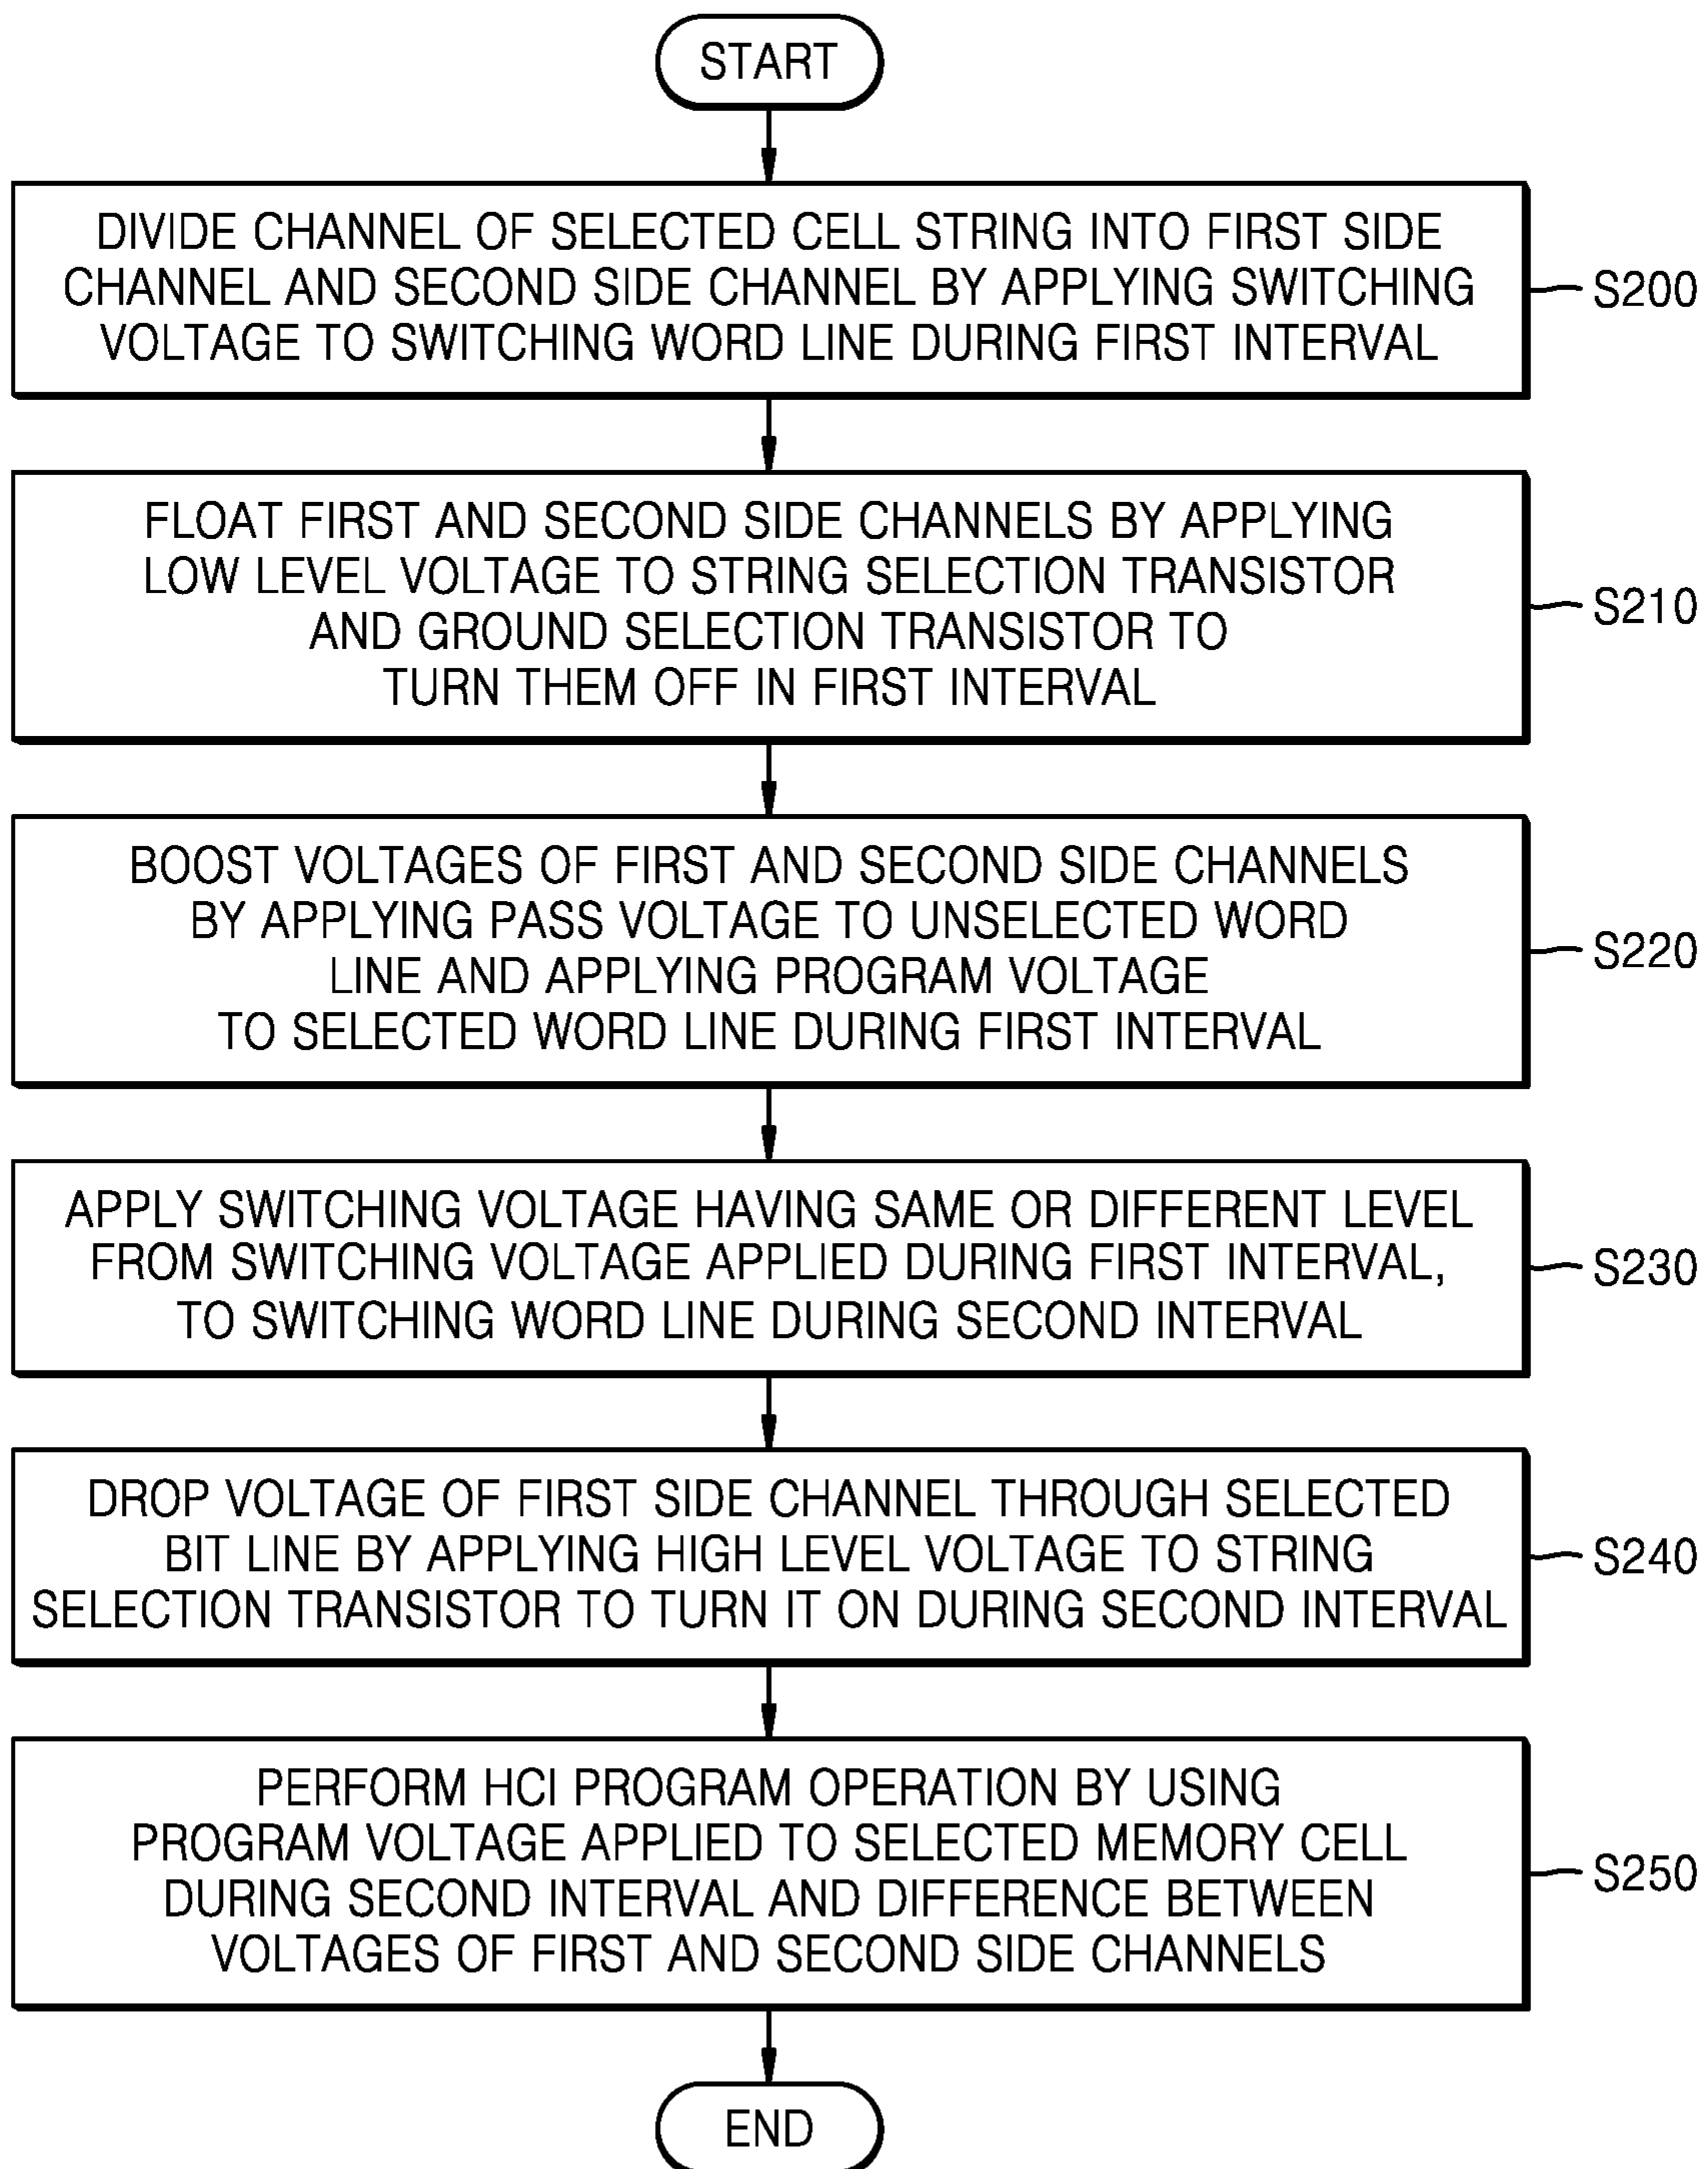 START
DIVIDE CHANNEL OF SELECTED CELL STRING INTO FIRST SIDE
CHANNEL AND SECOND SIDE CHANNEL BY APPLYING SWITCHING
VOLTAGE TO SWITCHING WORD LINE DURING FIRST INTERVAL
S200
FLOAT FIRST AND SECOND SIDE CHANNELS BY APPLYING
LOW LEVEL VOLTAGE TO STRING SELECTION TRANSISTOR
AND GROUND SELECTION TRANSISTOR TO
TURN THEM OFF IN FIRST INTERVAL
S210
BOOST VOLTAGES OF FIRST AND SECOND SIDE CHANNELS
BY APPLYING PASS VOLTAGE TO UNSELECTED WORD
LINE AND APPLYING PROGRAM VOLTAGE
TO SELECTED WORD LINE DURING FIRST INTERVAL
S220
APPLY SWITCHING VOLTAGE HAVING SAME OR DIFFERENT LEVEL
FROM SWITCHING VOLTAGE APPLIED DURING FIRST INTERVAL,
TO SWITCHING WORD LINE DURING SECOND INTERVAL
S230
DROP VOLTAGE OF FIRST SIDE CHANNEL THROUGH SELECTED
BIT LINE BY APPLYING HIGH LEVEL VOLTAGE TO STRING
SELECTION TRANSISTOR TO TURN IT ON DURING SECOND INTERVAL
S240
PERFORM HCI PROGRAM OPERATION BY USING
PROGRAM VOLTAGE APPLIED TO SELECTED MEMORY CELL
DURING SECOND INTERVAL AND DIFFERENCE BETWEEN
VOLTAGES OF FIRST AND SECOND SIDE CHANNELS
S250
END